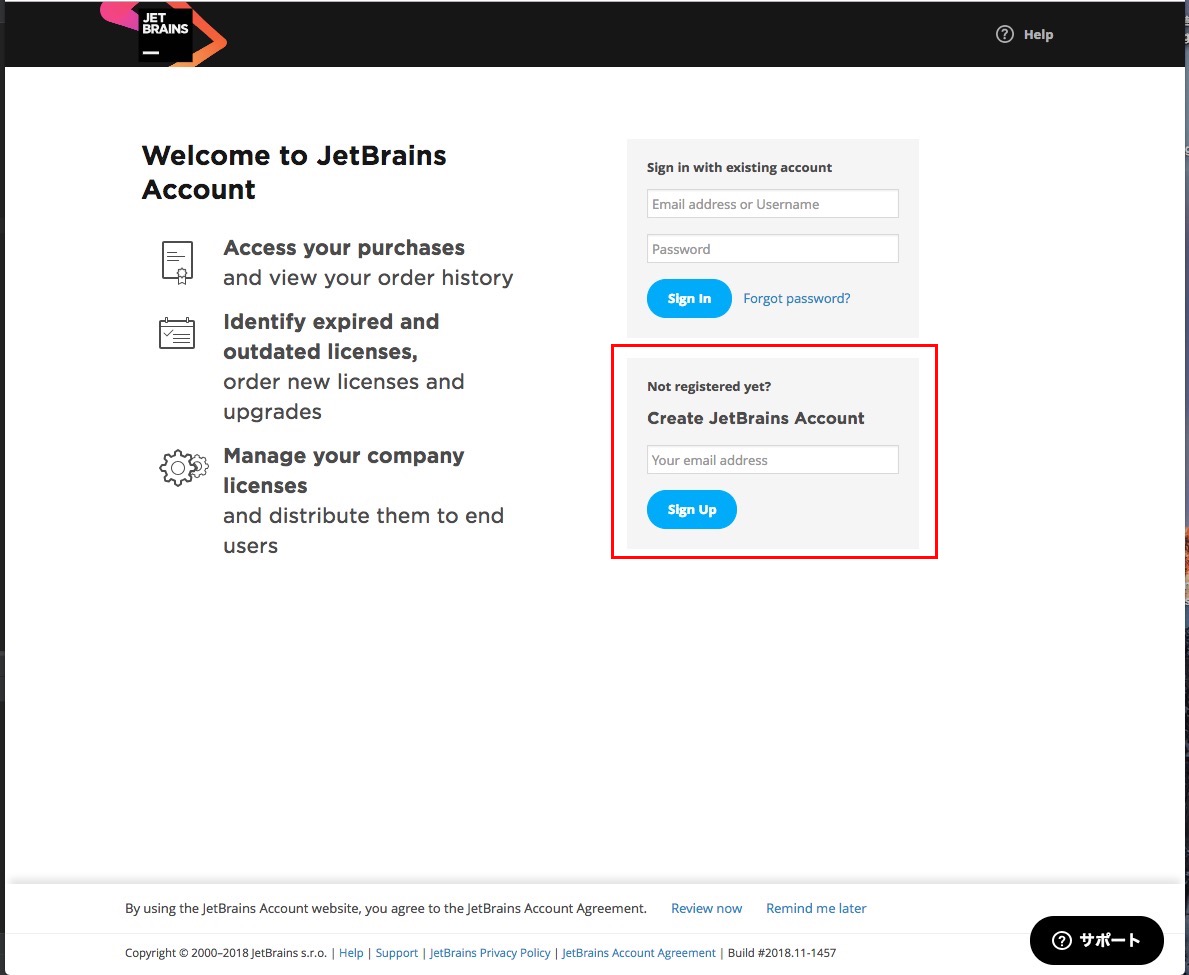 JET
BRAINS
Help
Welcome to JetBrains
Account
Access your purchases
and view your order history
Identify expired and
outdated licenses,
order new licenses and
upgrades
Manage your company
licenses
and distribute them to end
users
Sign in with existing account
Email address or Username
Password
Sign In
Forgot password?
Not registered yet?
Create JetBrains Account
Your email address
Sign Up
By using the JetBrains Account website, you agree to the JetBrains Account Agreement. Review now Remind me later
Copyright © 2000–2018 JetBrains s.r.o. | Help | Support | JetBrains Privacy Policy | JetBrains Account Agreement | Build #2018.11-1457
サポート